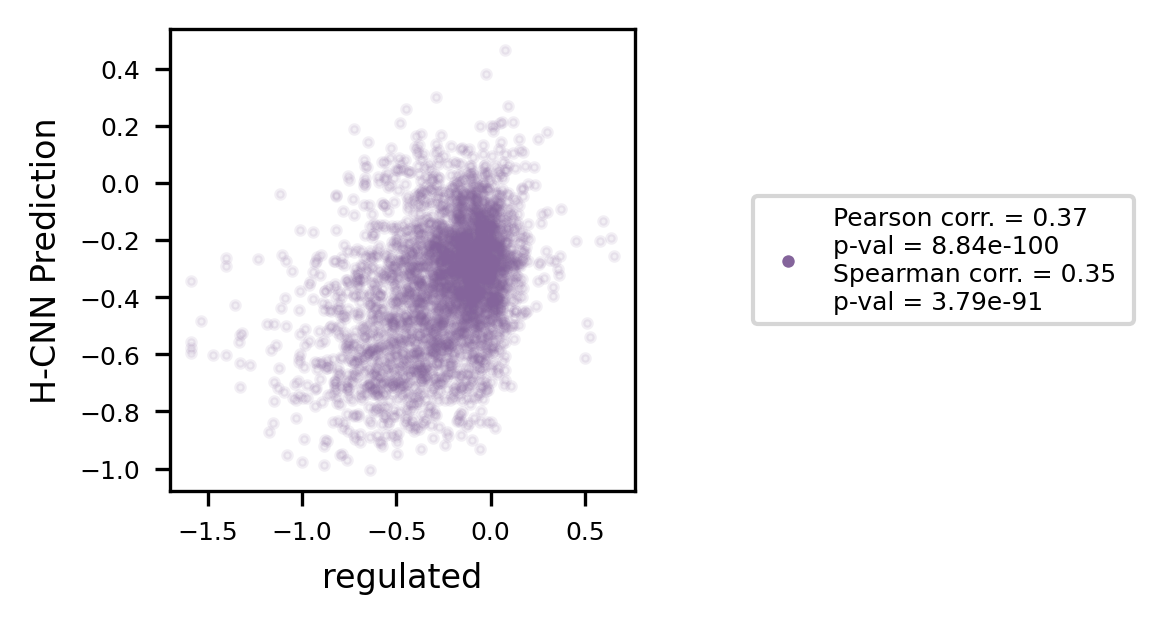 H-CNN Prediction
0.4
0.2
0.0
−0.2
−0.4
−0.6
−0.8
−1.0
−1.5 −1.0 −0.5 0.0 0.5
regulated
Pearson corr. = 0.37
p-val = 8.84e-100
Spearman corr. = 0.35
p-val = 3.79e-91